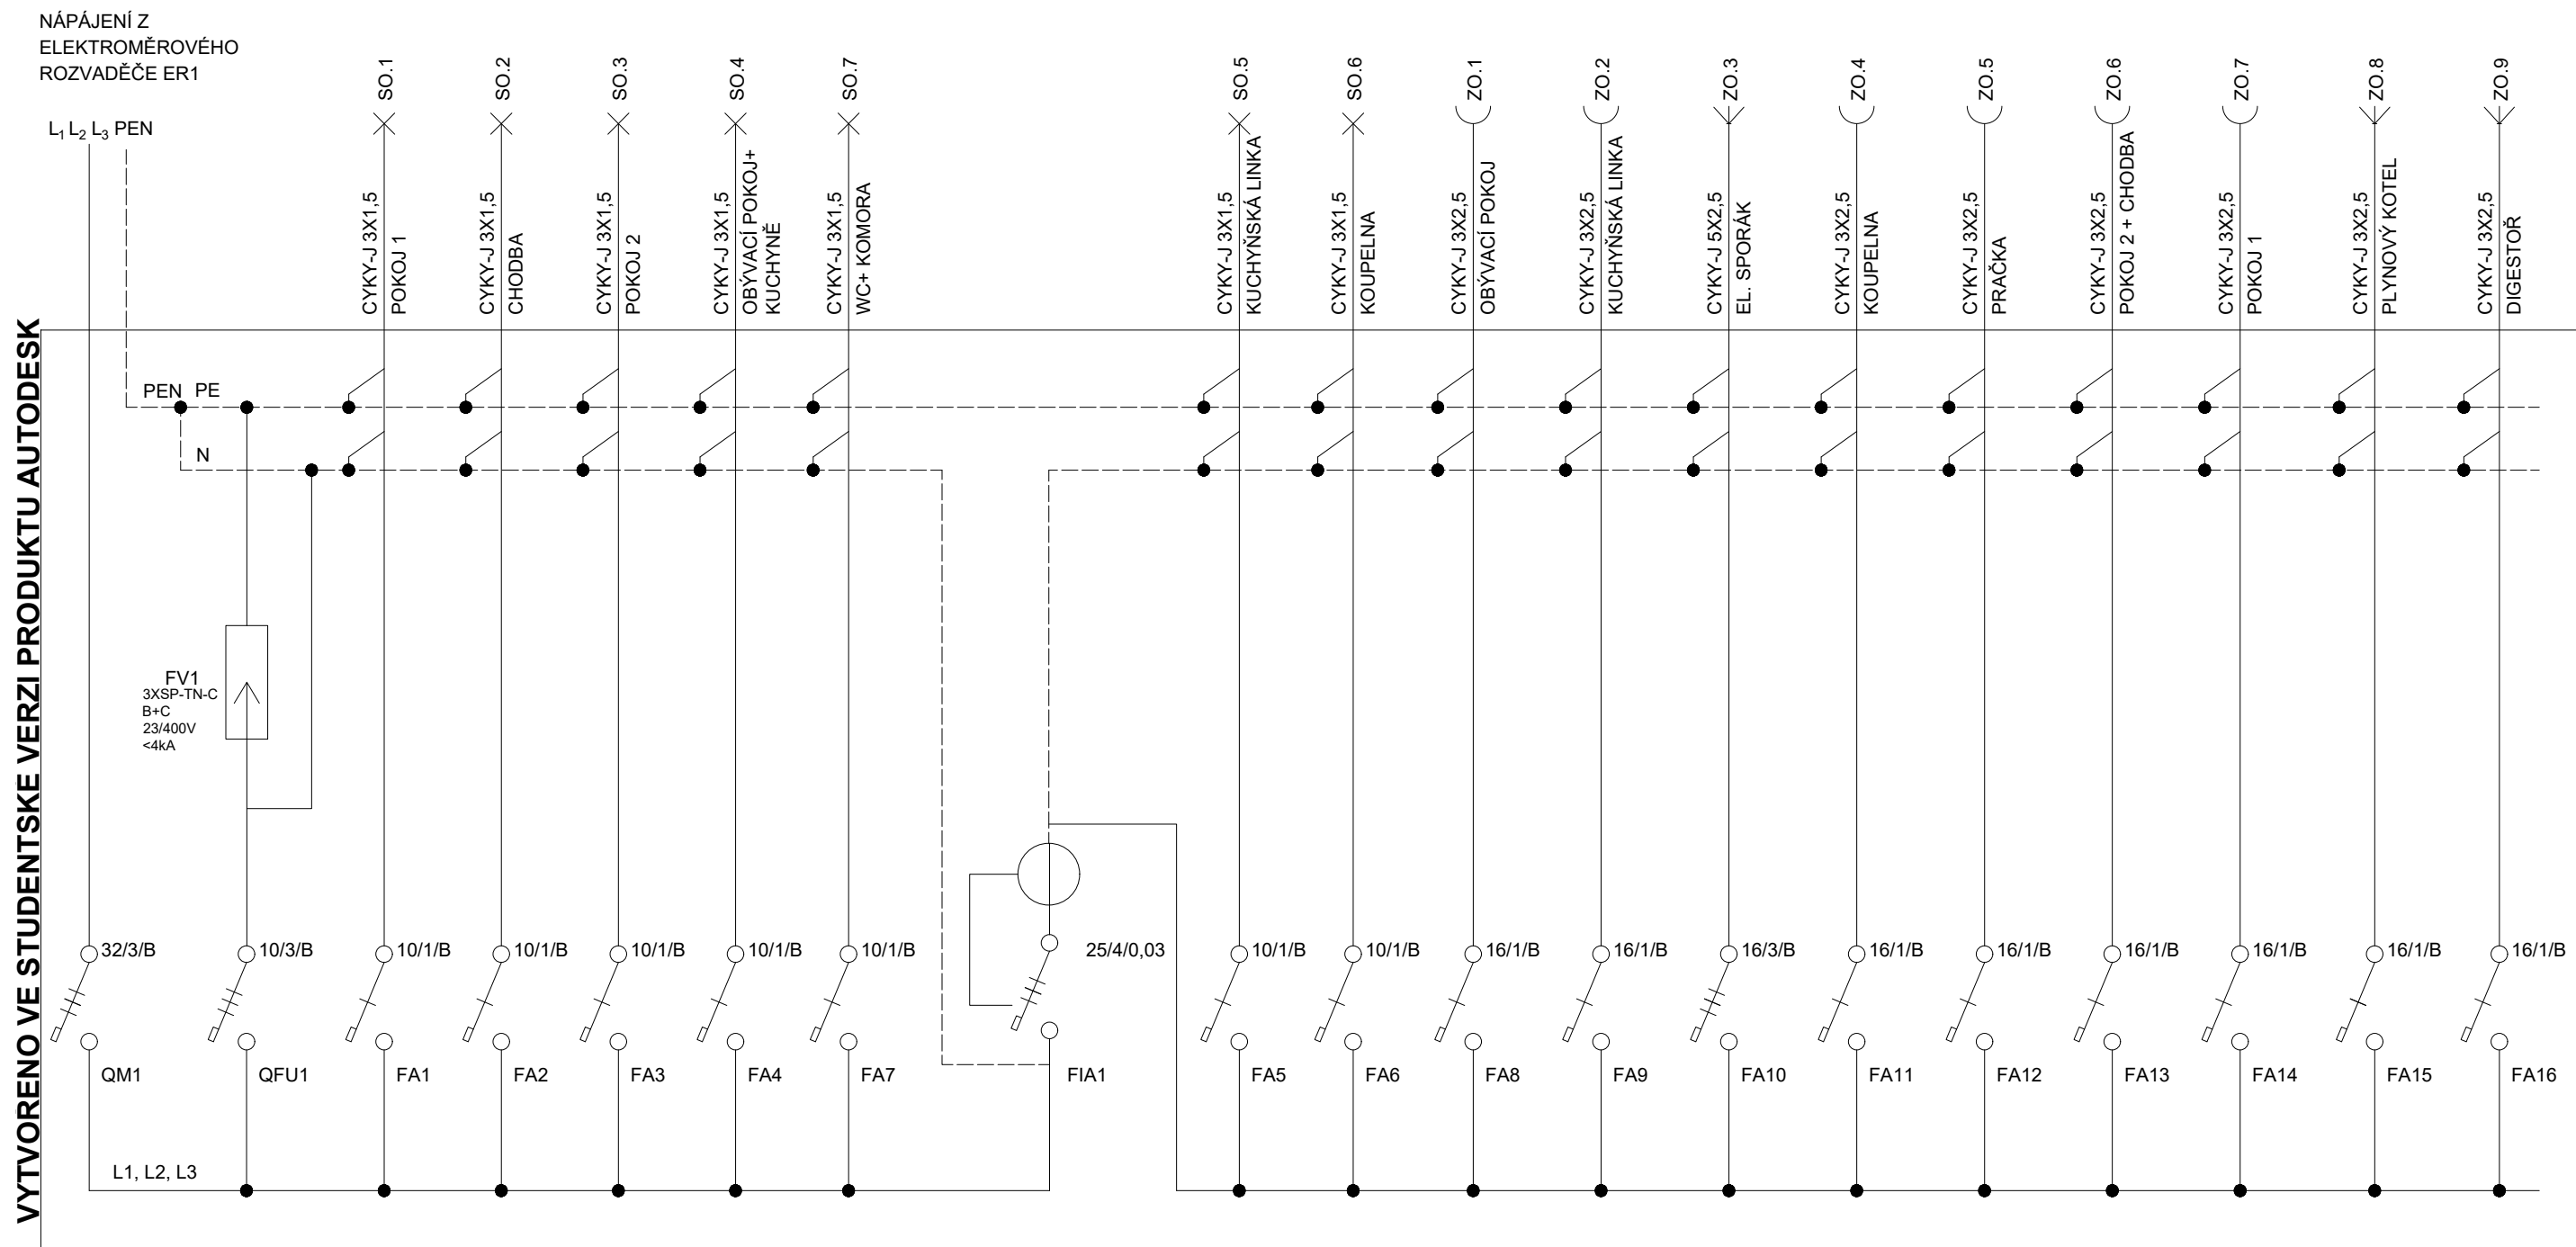 NÁPÁJENÍ Z
ELEKTROMĚROVÉHO
ROZVADĚČE ER1
L1 L2 L3 PEN
SO.1
SO.2
SO.3
SO.4
SO.7
SO.5
SO.6
ZO.1
ZO.2
ZO.3
ZO.4
ZO.5
ZO.6
ZO.7
ZO.8
ZO.9
CYKY-J 3X1,5
POKOJ 1
CYKY-J 3X1,5
CHODBA
CYKY-J 3X1,5
POKOJ 2
CYKY-J 3X1,5
OBÝVACÍ POKOJ+
KUCHYNĚ
CYKY-J 3X1,5
WC+ KOMORA
CYKY-J 3X1,5
KUCHYŇSKÁ LINKA
CYKY-J 3X1,5
KOUPELNA
CYKY-J 3X2,5
OBÝVACÍ POKOJ
CYKY-J 3X2,5
KUCHYŇSKÁ LINKA
CYKY-J 5X2,5
EL. SPORÁK
CYKY-J 3X2,5
KOUPELNA
CYKY-J 3X2,5
PRAČKA
CYKY-J 3X2,5
POKOJ 2 + CHODBA
CYKY-J 3X2,5
POKOJ 1
CYKY-J 3X2,5
PLYNOVÝ KOTEL
CYKY-J 3X2,5
DIGESTOŘ
VYTVORENO VE STUDENTSKE VERZI PRODUKTU AUTODESK
PEN PE
N
FV1
3XSP-TN-C
B+C
23/400V
<4kA
32/3/B
10/3/B
10/1/B
10/1/B
10/1/B
10/1/B
10/1/B
25/4/0,03
10/1/B
10/1/B
16/1/B
16/1/B
16/3/B
16/1/B
16/1/B
16/1/B
16/1/B
16/1/B
16/1/B
QM1
QFU1
FA1
FA2
FA3
FA4
FA7
FIA1
FA5
FA6
FA8
FA9
FA10
FA11
FA12
FA13
FA14
FA15
FA16
L1, L2, L3